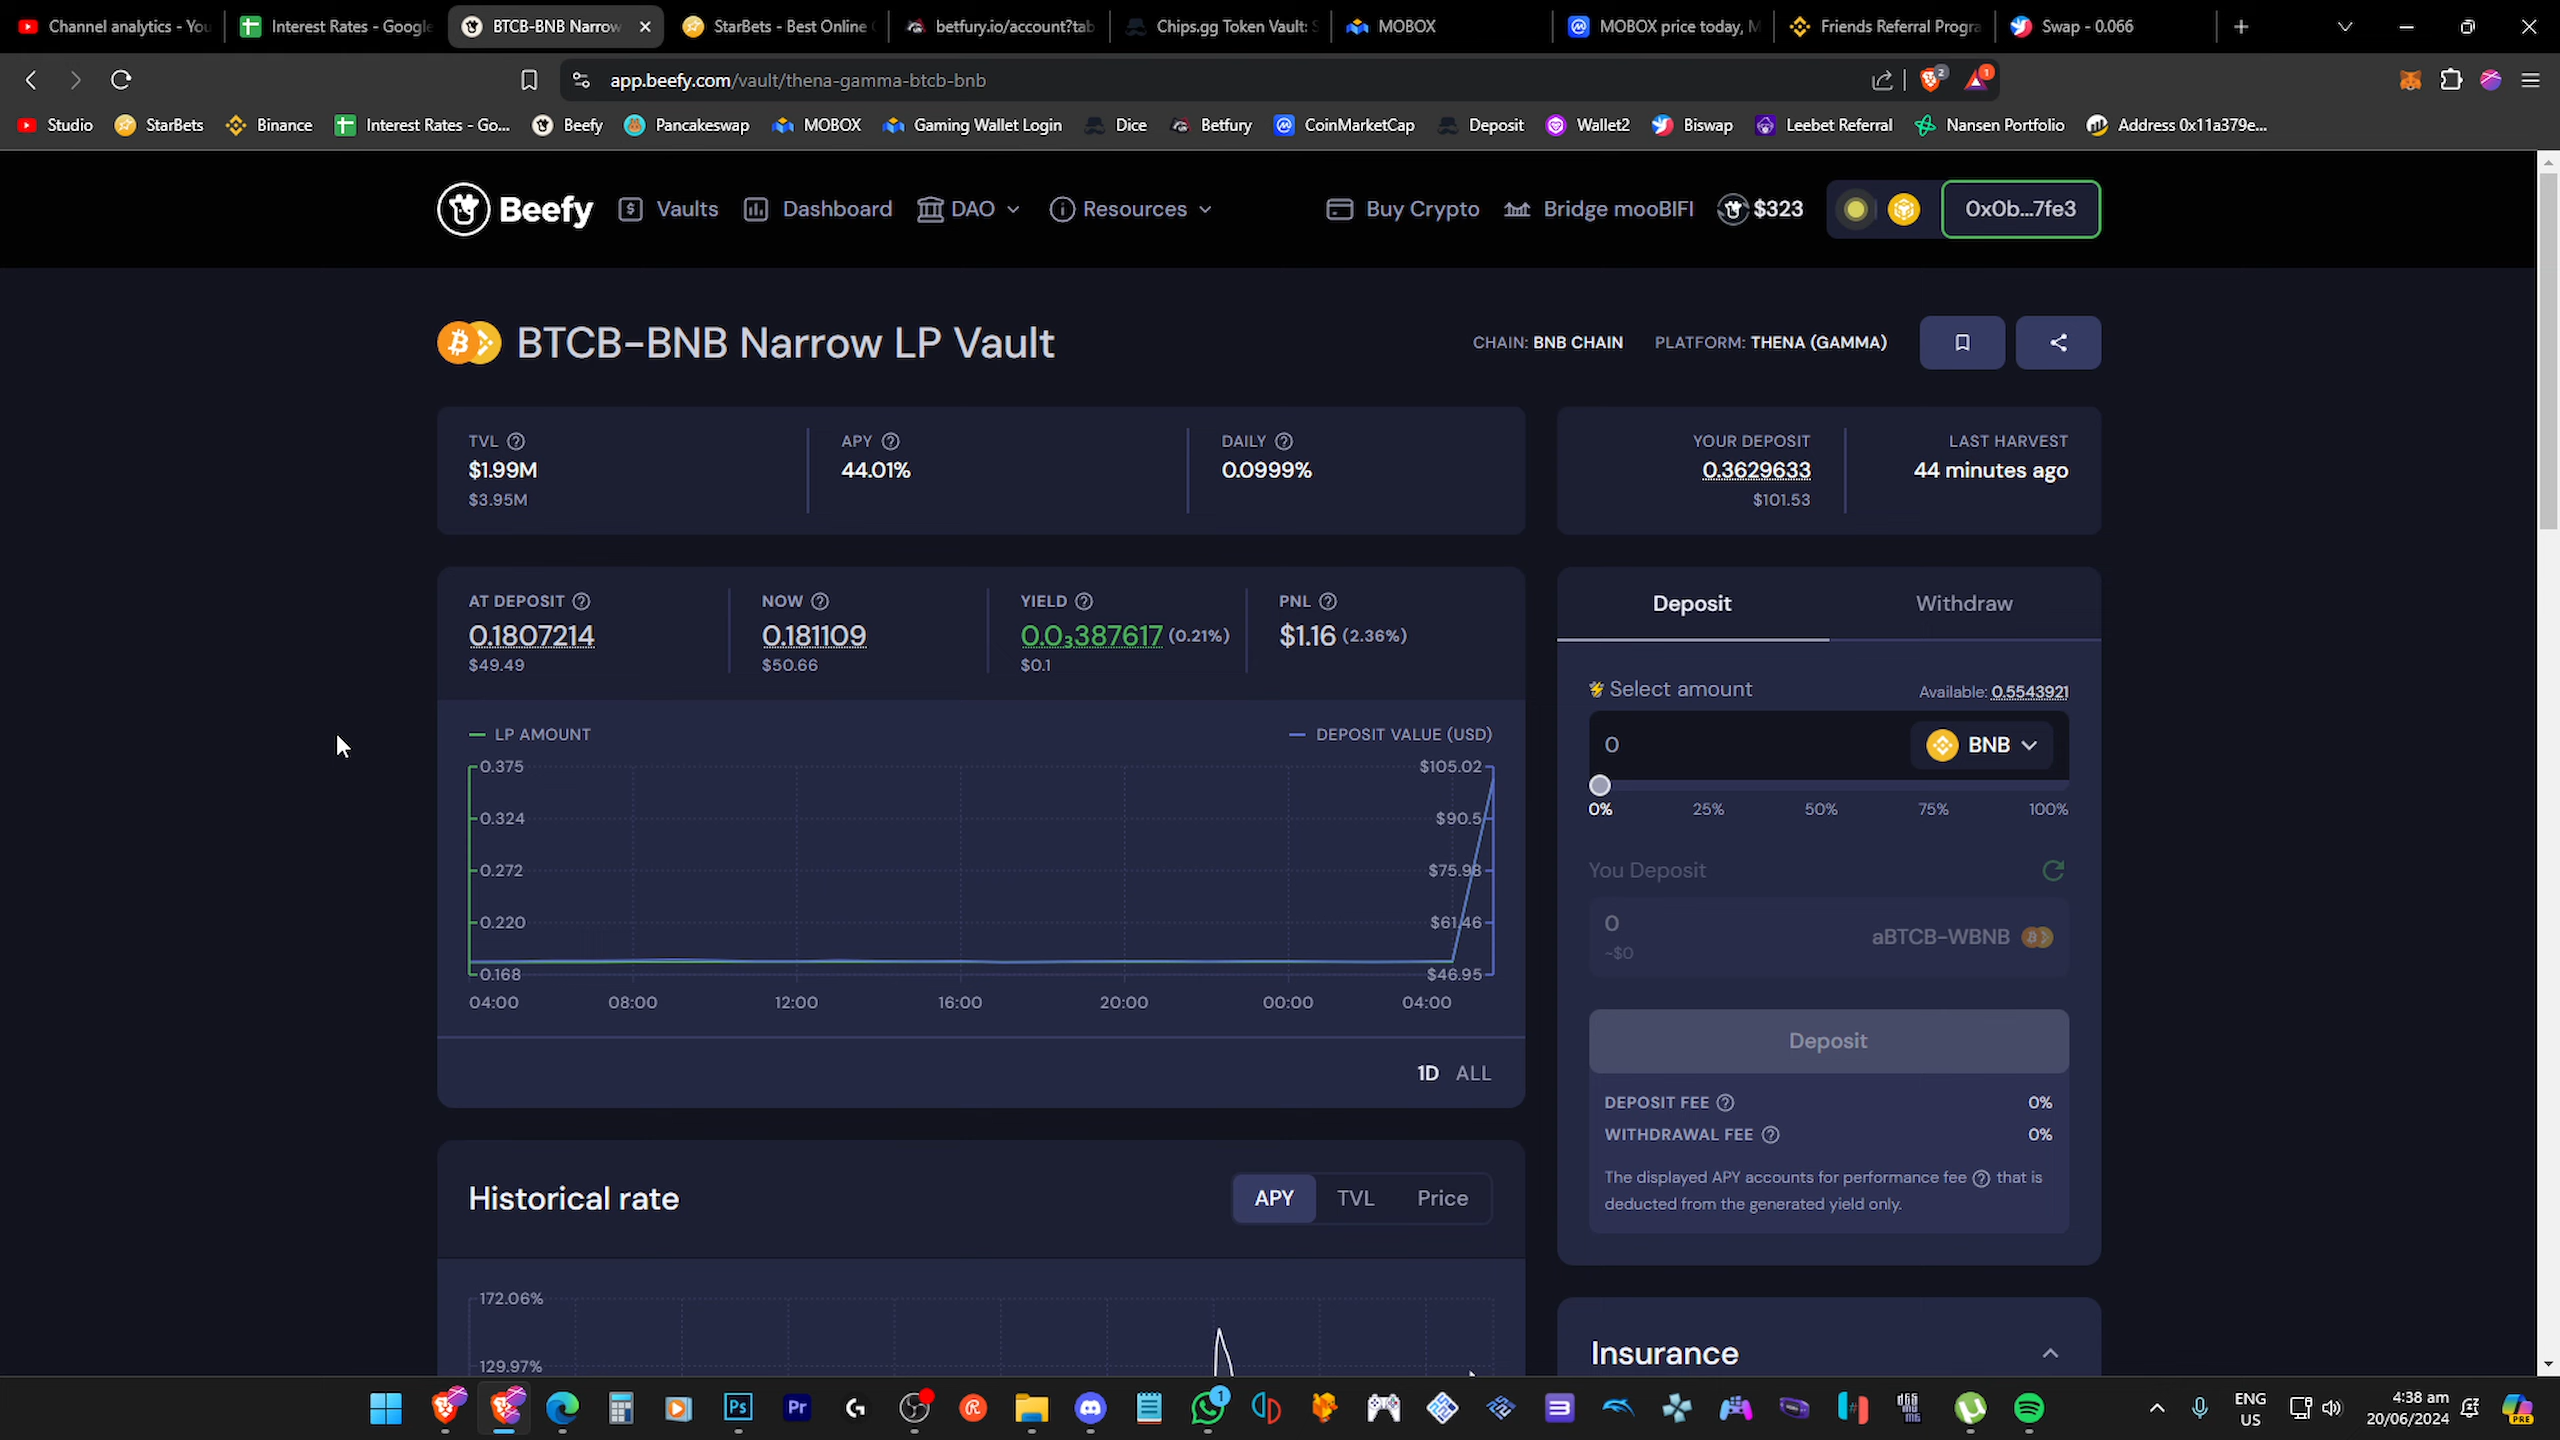 Channel analytics - You
Interest Rates - Google
BTCB-BNB Narrow
StarBets - Best Online
betfury.io/account?tab
Chips.gg Token Vault: S
MOBOX
MOBOX price today, M
Friends Referral Progra
Swap - 0.066
app.beefy.com/vault/thena-gamma-btcb-bnb
2
1
Studio
StarBets
Binance
Interest Rates - Go...
Beefy
Pancakeswap
MOBOX
Gaming Wallet Login
Dice
Betfury
CoinMarketCap
Deposit
Wallet2
Biswap
Leebet Referral
Nansen Portfolio
Address 0x11a379e...
Beefy
Vaults
Dashboard
DAO
Resources
Buy Crypto
Bridge mooBIFI
$323
0x0b...7fe3
BTCB-BNB Narrow LP Vault
CHAIN: BNB CHAIN
PLATFORM: THENA (GAMMA)
TVL
$1.99M
$3.95M
APY
44.01%
DAILY
0.0999%
YOUR DEPOSIT
0.3629633
$101.53
LAST HARVEST
44 minutes ago
AT DEPOSIT
0.1807214
$49.49
NOW
0.181109
$50.66
YIELD
0.0₃387617 (0.21%)
$0.1
PNL
$1.16 (2.36%)
LP AMOUNT
DEPOSIT VALUE (USD)
0.375
0.324
0.272
0.220
0.168
$105.02
$90.5
$75.98
$61.46
$46.95
04:00
08:00
12:00
16:00
20:00
00:00
04:00
1D
ALL
Deposit
Withdraw
Select amount
Available: 0.5543921
0
BNB
0%
25%
50%
75%
100%
You Deposit
0
~$0
aBTCB-WBNB
Deposit
DEPOSIT FEE
0%
WITHDRAWAL FEE
0%
The displayed APY accounts for performance fee that is
deducted from the generated yield only.
Historical rate
APY
TVL
Price
172.06%
129.97%
Insurance
Ps
Pr
1
ENG
US
4:38 am
20/06/2024
PRE